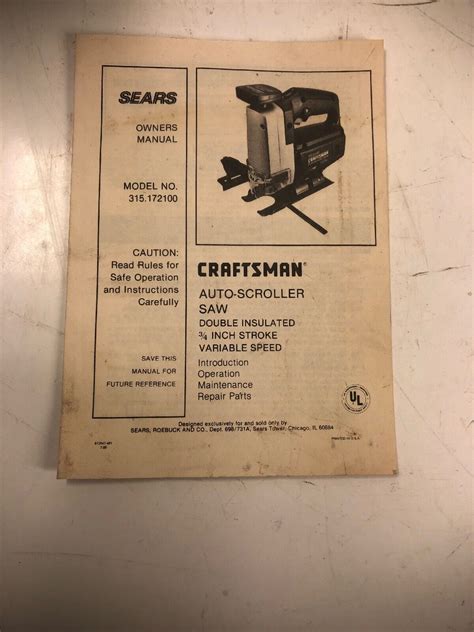 SEARS
OWNERS
MANUAL
MODEL NO.
315.172100
CAUTION:
Read Rules for
Safe Operation
and Instructions
Carefully
SAVE THIS
MANUAL FOR
FUTURE REFERENCE
CRAFTSMAN
CRAFTSMAN®
AUTO-SCROLLER
SAW
DOUBLE INSULATED
3/4 INCH STROKE
VARIABLE SPEED
Introduction
Operation
Maintenance
Repair Parts
UL
Designed exclusively for and sold only by
SEARS, ROEBUCK AND CO., Dept. 698/731A, Sears Tower, Chicago, IL 60684
PRINTED IN U.S.A.